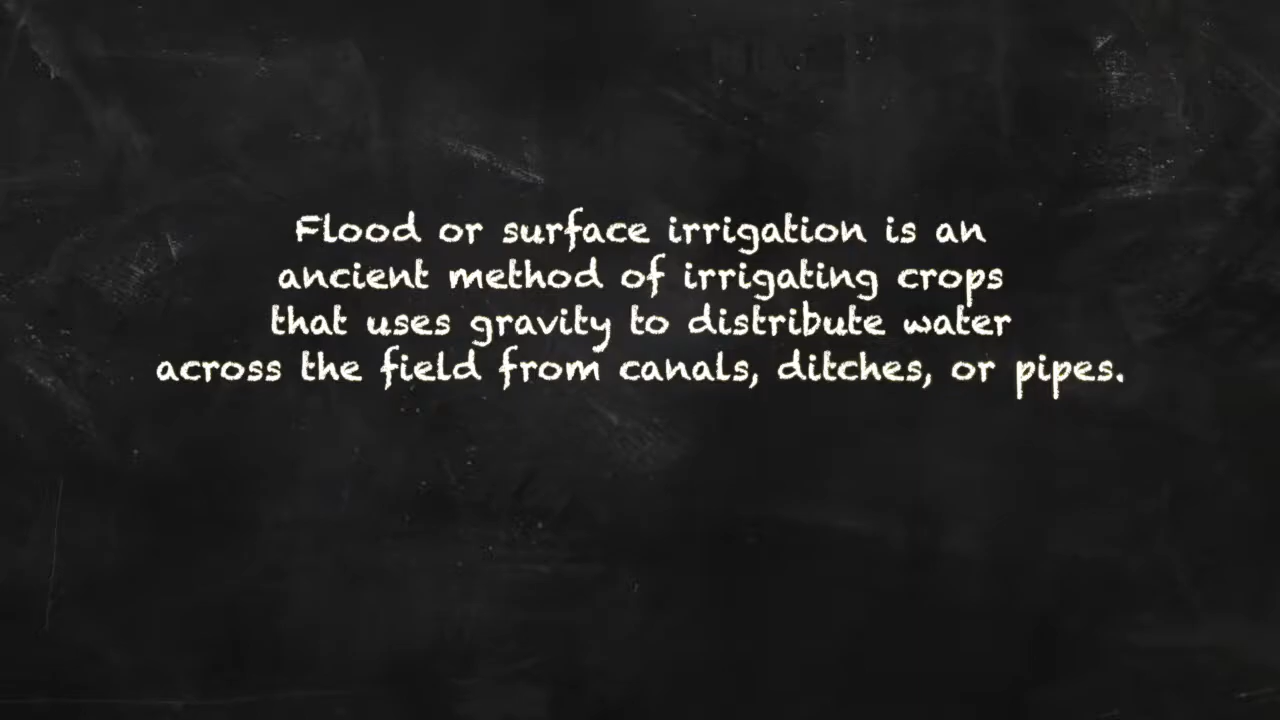 Flood or surface irrigation is an
ancient method of irrigating crops
that uses gravity to distribute water
across the field from canals, ditches, or pipes.